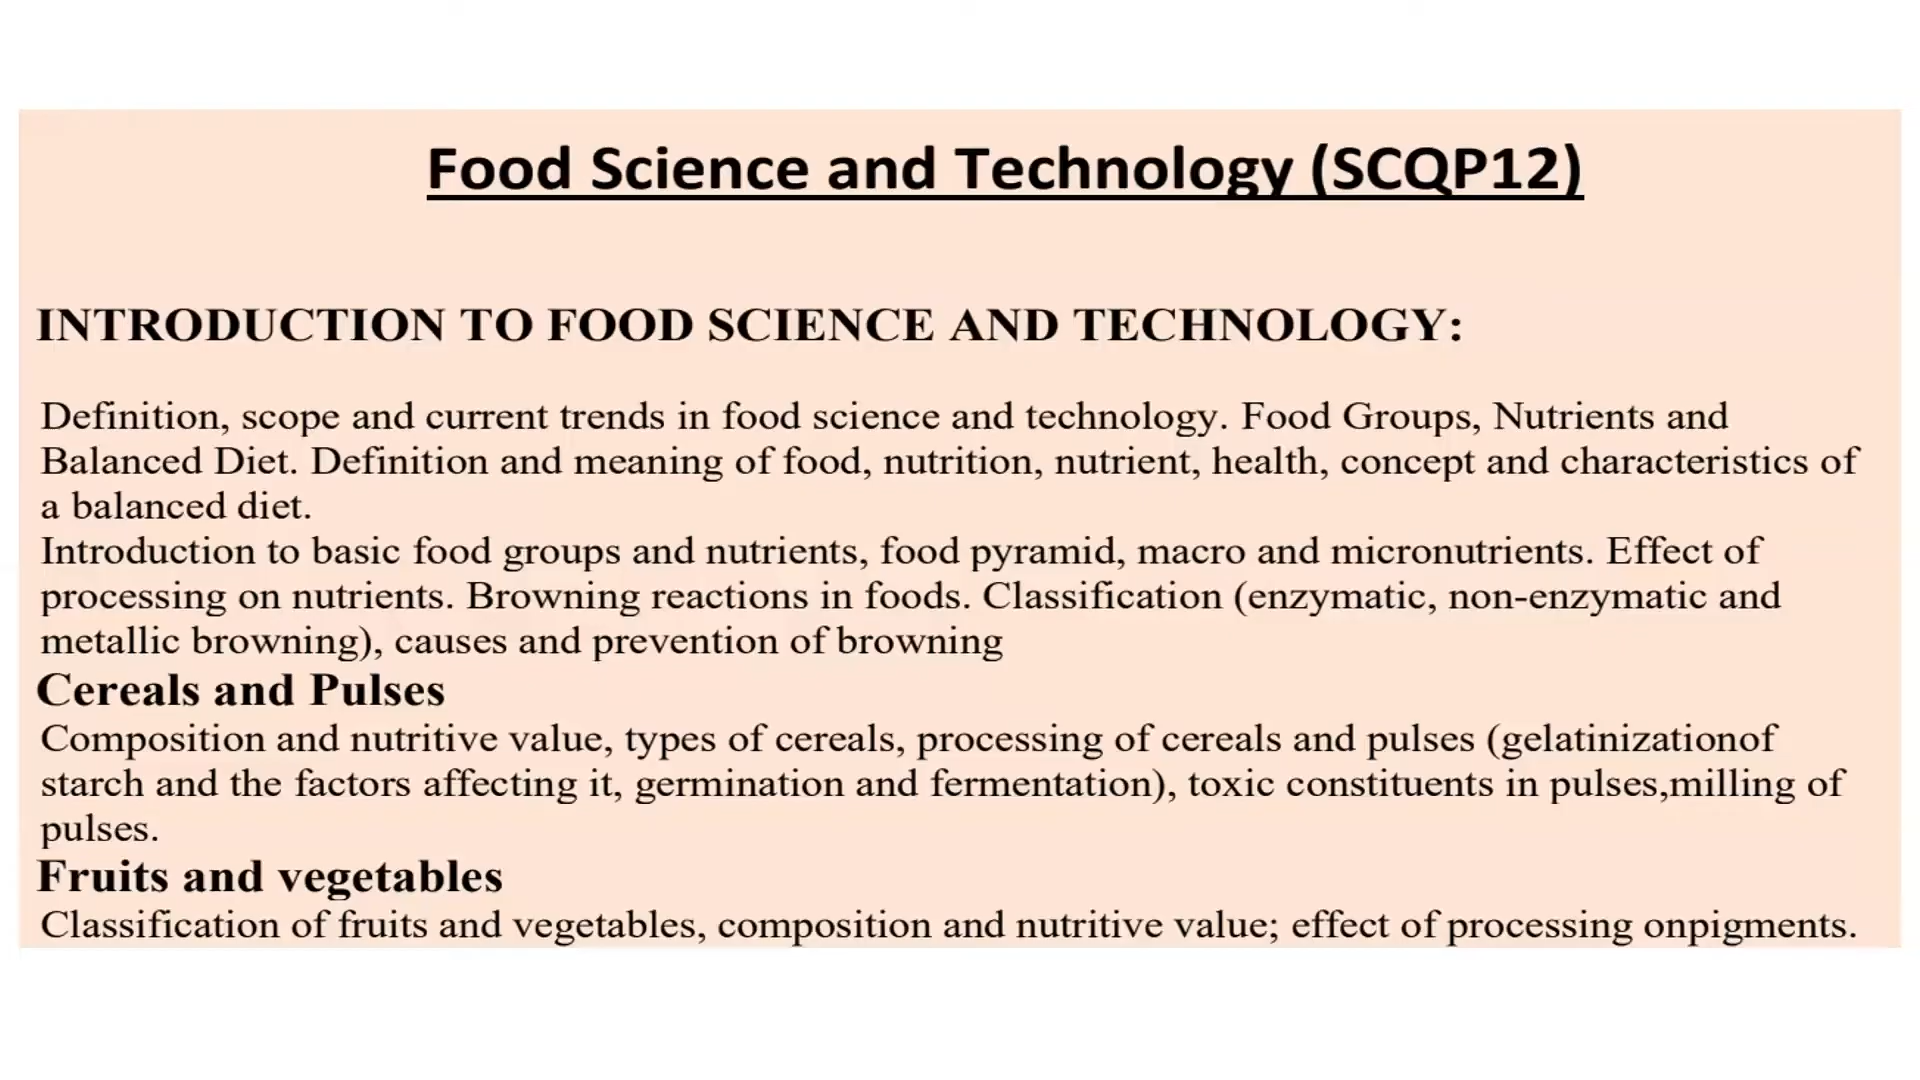 Food Science and Technology (SCQP12)
INTRODUCTION TO FOOD SCIENCE AND TECHNOLOGY:
Definition, scope and current trends in food science and technology. Food Groups, Nutrients and
Balanced Diet. Definition and meaning of food, nutrition, nutrient, health, concept and characteristics of
a balanced diet.
Introduction to basic food groups and nutrients, food pyramid, macro and micronutrients. Effect of
processing on nutrients. Browning reactions in foods. Classification (enzymatic, non-enzymatic and
metallic browning), causes and prevention of browning
Cereals and Pulses
Composition and nutritive value, types of cereals, processing of cereals and pulses (gelatinizationof
starch and the factors affecting it, germination and fermentation), toxic constituents in pulses,milling of
pulses.
Fruits and vegetables
Classification of fruits and vegetables, composition and nutritive value; effect of processing onpigments.